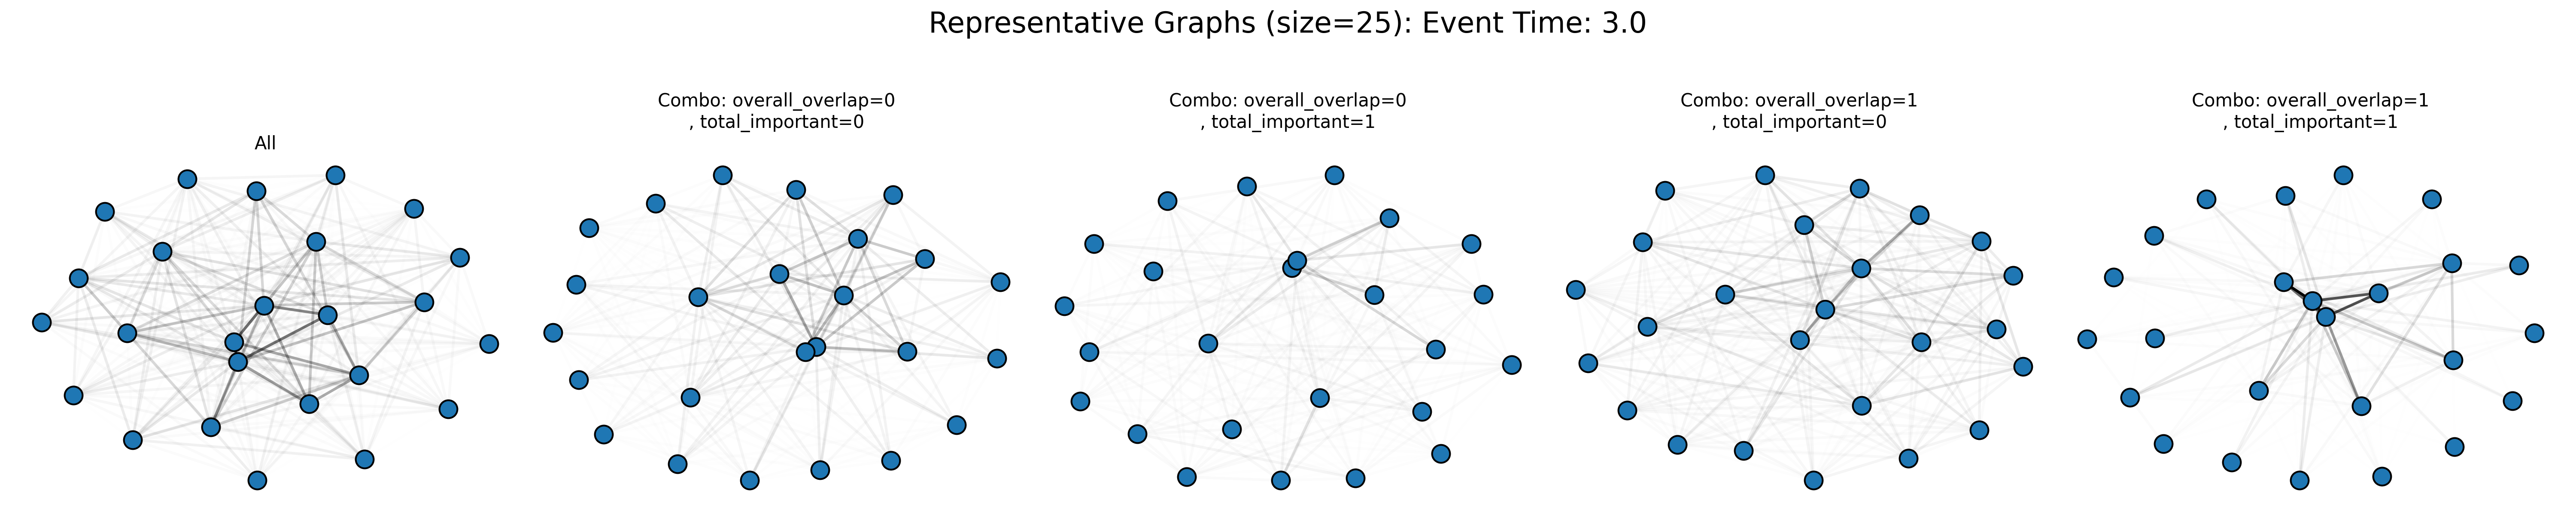 Representative Graphs (size=25): Event Time: 3.0
All
Combo: overall_overlap=0
, total_important=0
Combo: overall_overlap=0
, total_important=1
Combo: overall_overlap=1
, total_important=0
Combo: overall_overlap=1
, total_important=1